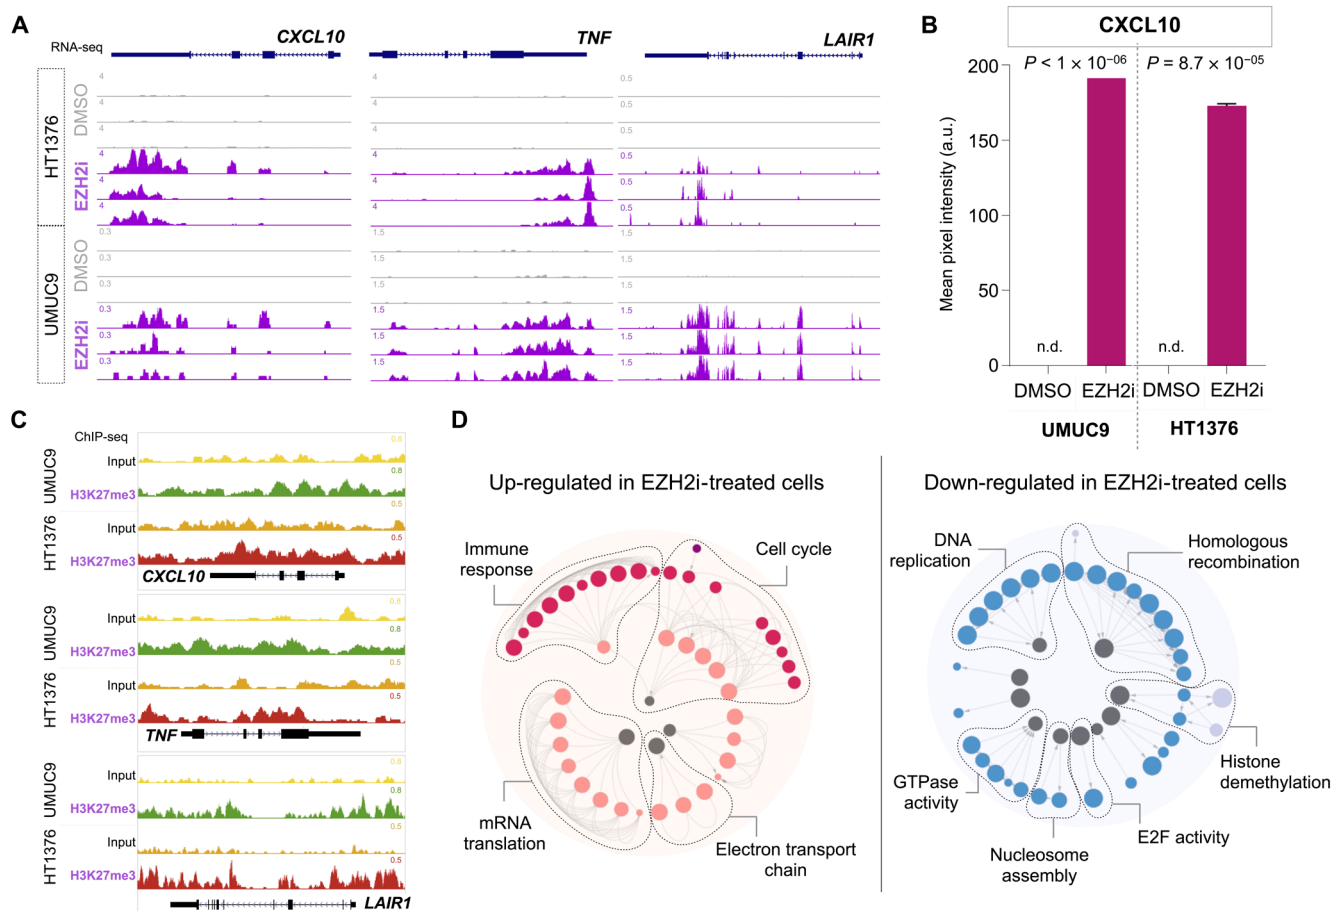 A
RNA-seq
CXCL10
TNF
LAIR1
HT1376
DMSO
4
4
4
EZH2i
4
4
4
4
4
4
0.5
0.5
0.5
0.5
0.5
0.5
UMUC9
DMSO
0.3
0.3
0.3
EZH2i
0.3
0.3
0.3
1.5
1.5
1.5
1.5
1.5
1.5
1.5
1.5
1.5
1.5
1.5
1.5
B
CXCL10
P < 1 × 10–06
P = 8.7 × 10–05
Mean pixel intensity (a.u.)
200
150
100
50
0
n.d.
n.d.
DMSO
EZH2i
DMSO
EZH2i
UMUC9
HT1376
C
ChIP-seq
UMUC9
Input
0.8
H3K27me3
0.8
HT1376
Input
0.5
H3K27me3
0.5
CXCL10
UMUC9
Input
0.8
H3K27me3
0.8
HT1376
Input
0.5
H3K27me3
0.5
TNF
UMUC9
Input
0.8
H3K27me3
0.8
HT1376
Input
0.5
H3K27me3
0.5
LAIR1
D
Up-regulated in EZH2i-treated cells
Immune
response
Cell cycle
mRNA
translation
Electron transport
chain
Down-regulated in EZH2i-treated cells
DNA
replication
Homologous
recombination
GTPase
activity
Histone
demethylation
Nucleosome
assembly
E2F activity